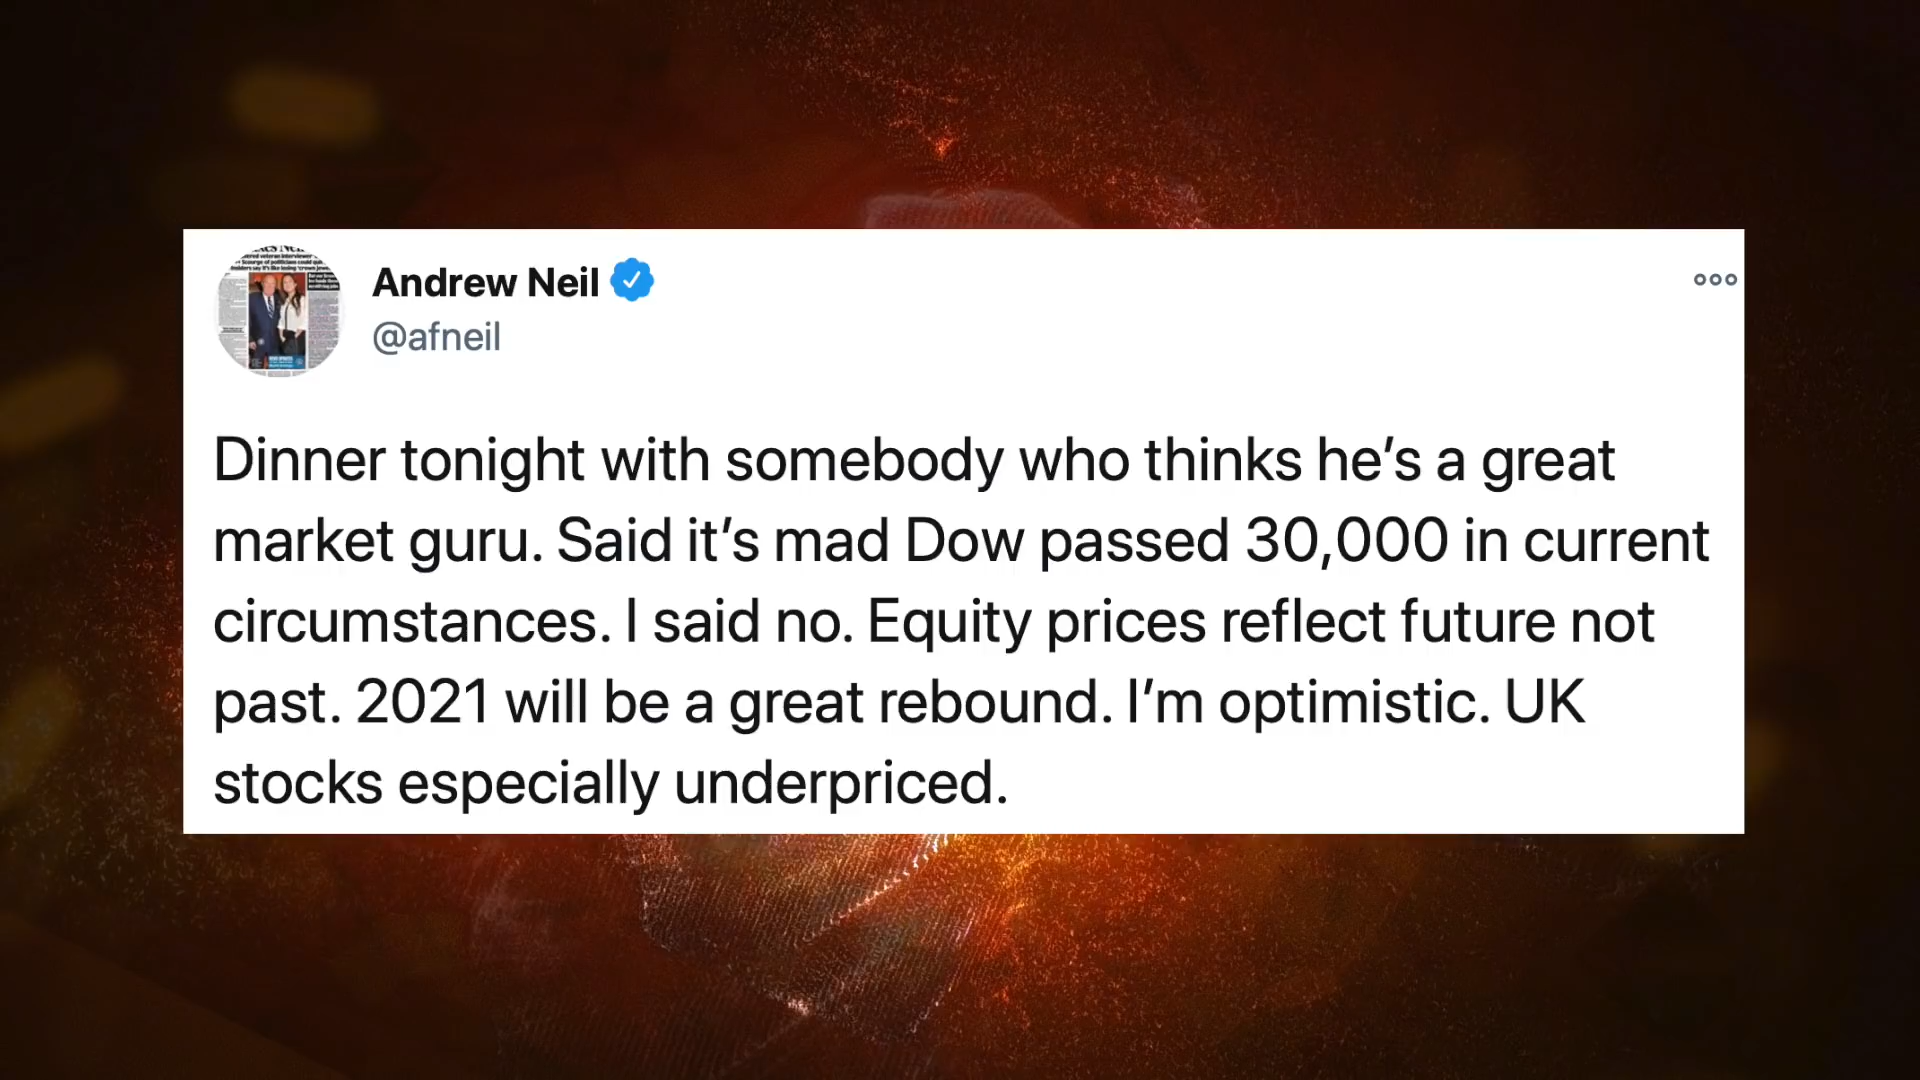 Andrew Neil
@afneil
Dinner tonight with somebody who thinks he’s a great
market guru. Said it’s mad Dow passed 30,000 in current
circumstances. I said no. Equity prices reflect future not
past. 2021 will be a great rebound. I’m optimistic. UK
stocks especially underpriced.